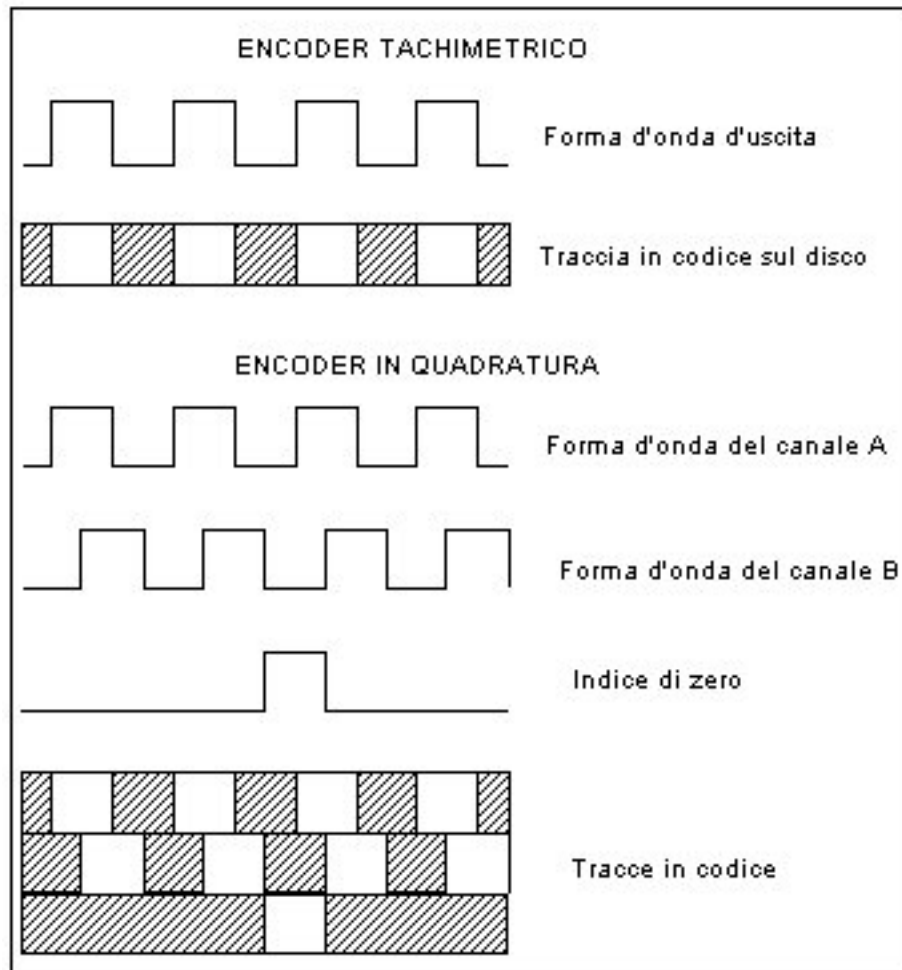 ENCODER TACHIMETRICO
Forma d'onda d'uscita
Traccia in codice sul disco
ENCODER IN QUADRATURA
Forma d'onda del canale A
Forma d'onda del canale B
Indice di zero
Tracce in codice